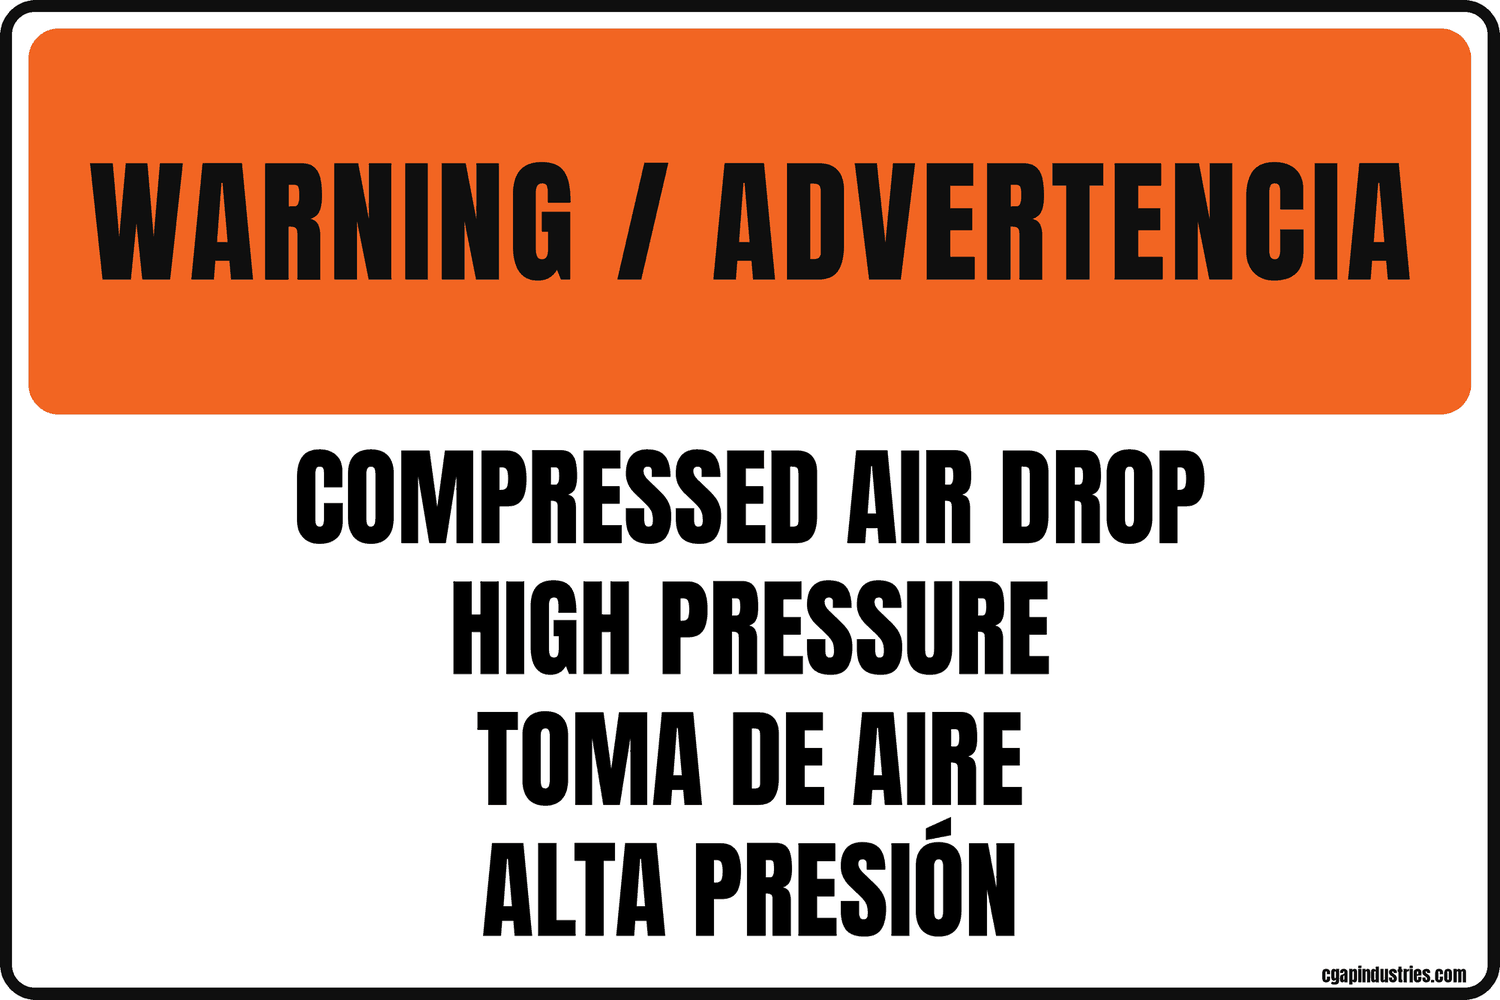 WARNING / ADVERTENCIA
COMPRESSED AIR DROP
HIGH PRESSURE
TOMA DE AIRE
ALTA PRESIÓN
cgapindustries.com